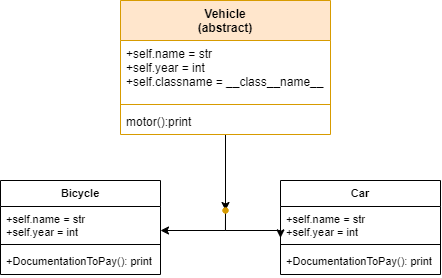 Vehicle
(abstract)
+self.name = str
+self.year = int
+self.classname = __class__name__
motor():print
Bicycle
+self.name = str
+self.year = int
+DocumentationToPay(): print
Car
+self.name = str
+self.year = int
+DocumentationToPay(): print